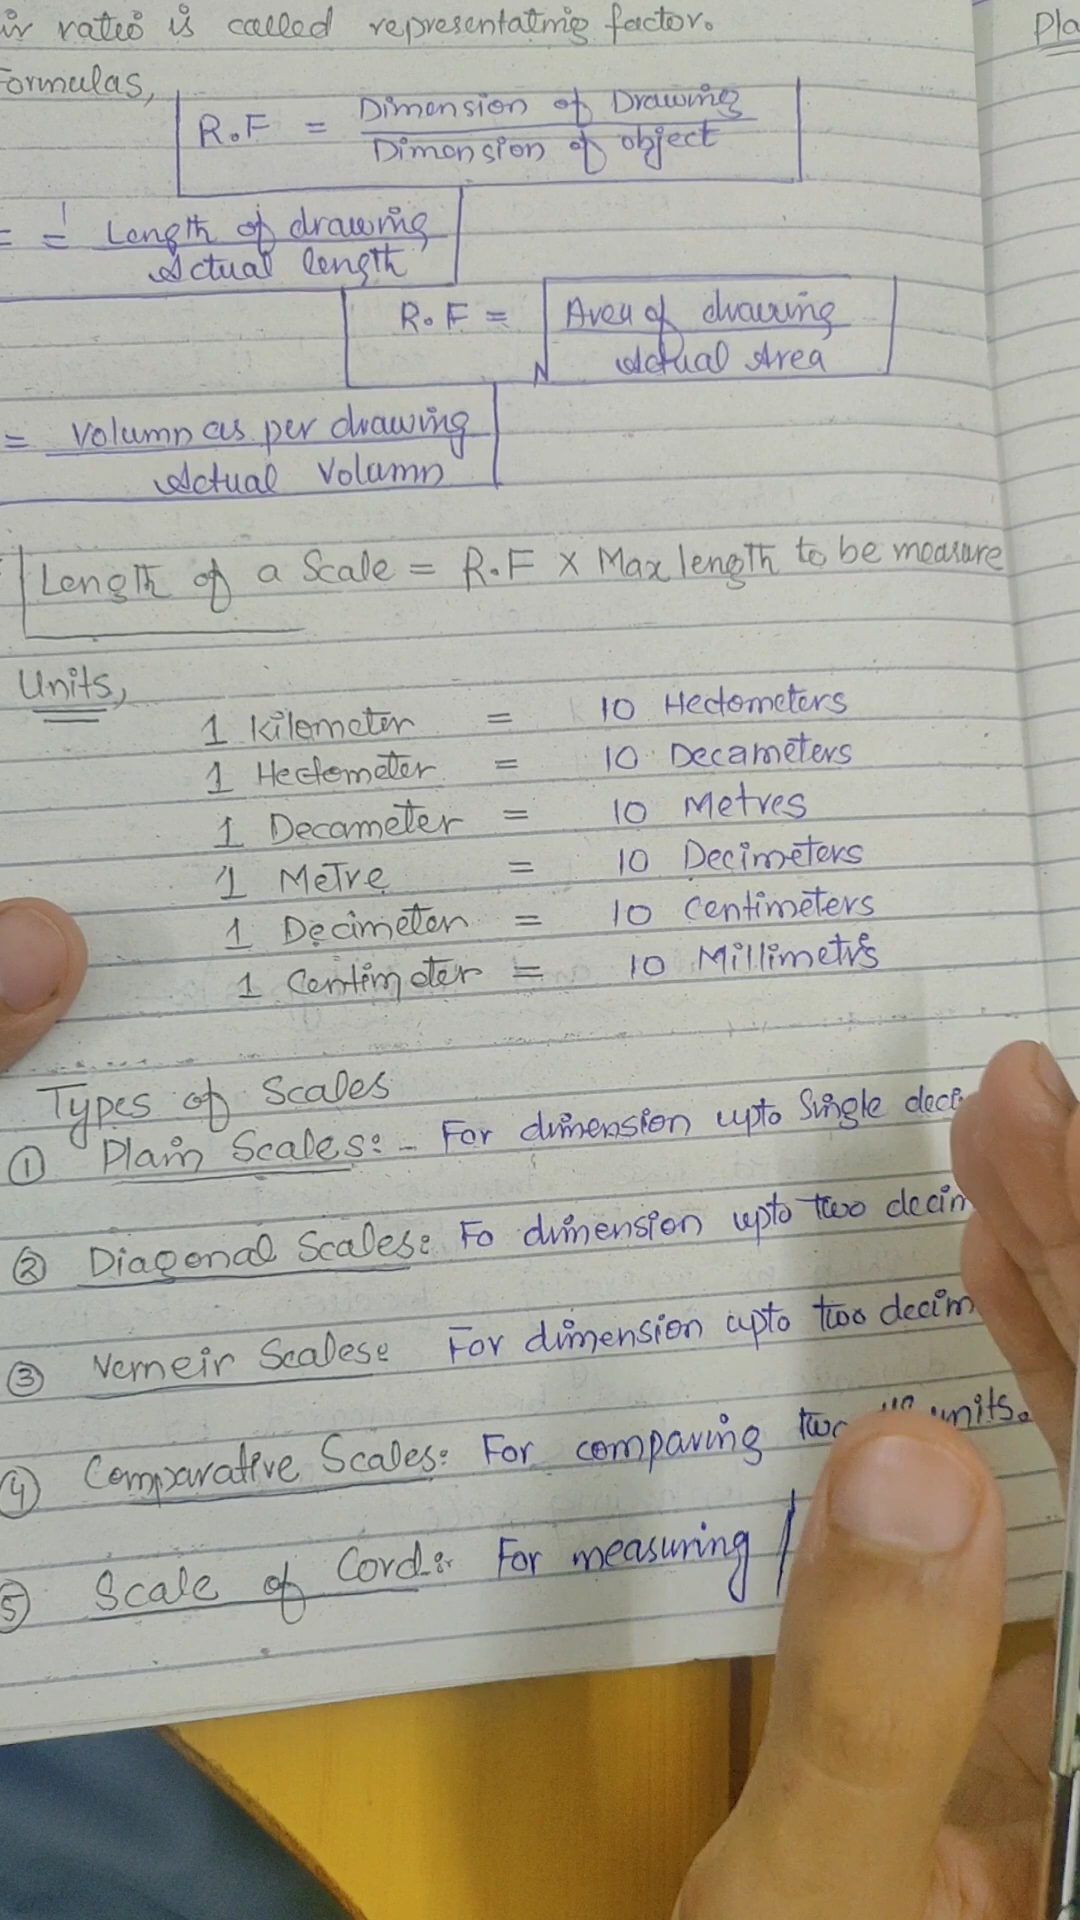 ratio is called representating factor.
Formulas,
R.F = Dimension of Drawing
Dimension of object
= Length of drawing
Actual length
R.F = √ Area of drawing
Actual Area
= Volumn as per drawing
Actual Volumn
Length of a Scale = R.F × Max length to be measure
Units,
1 Kilometer = 10 Hectometers
1 Hectometer = 10 Decameters
1 Decameter = 10 Metres
1 Metre = 10 Decimeters
1 Decimeter = 10 Centimeters
1 Centimeter = 10 Millimetrs
Types of Scales
① Plain Scales:- For dimension upto Single deci
② Diagonal Scales: Fo dimension upto two decim
③ Verneir Scales: For dimension upto two decim
④ Comparative Scales: For comparing two units.
⑤ Scale of Cord:- For measuring
Pla